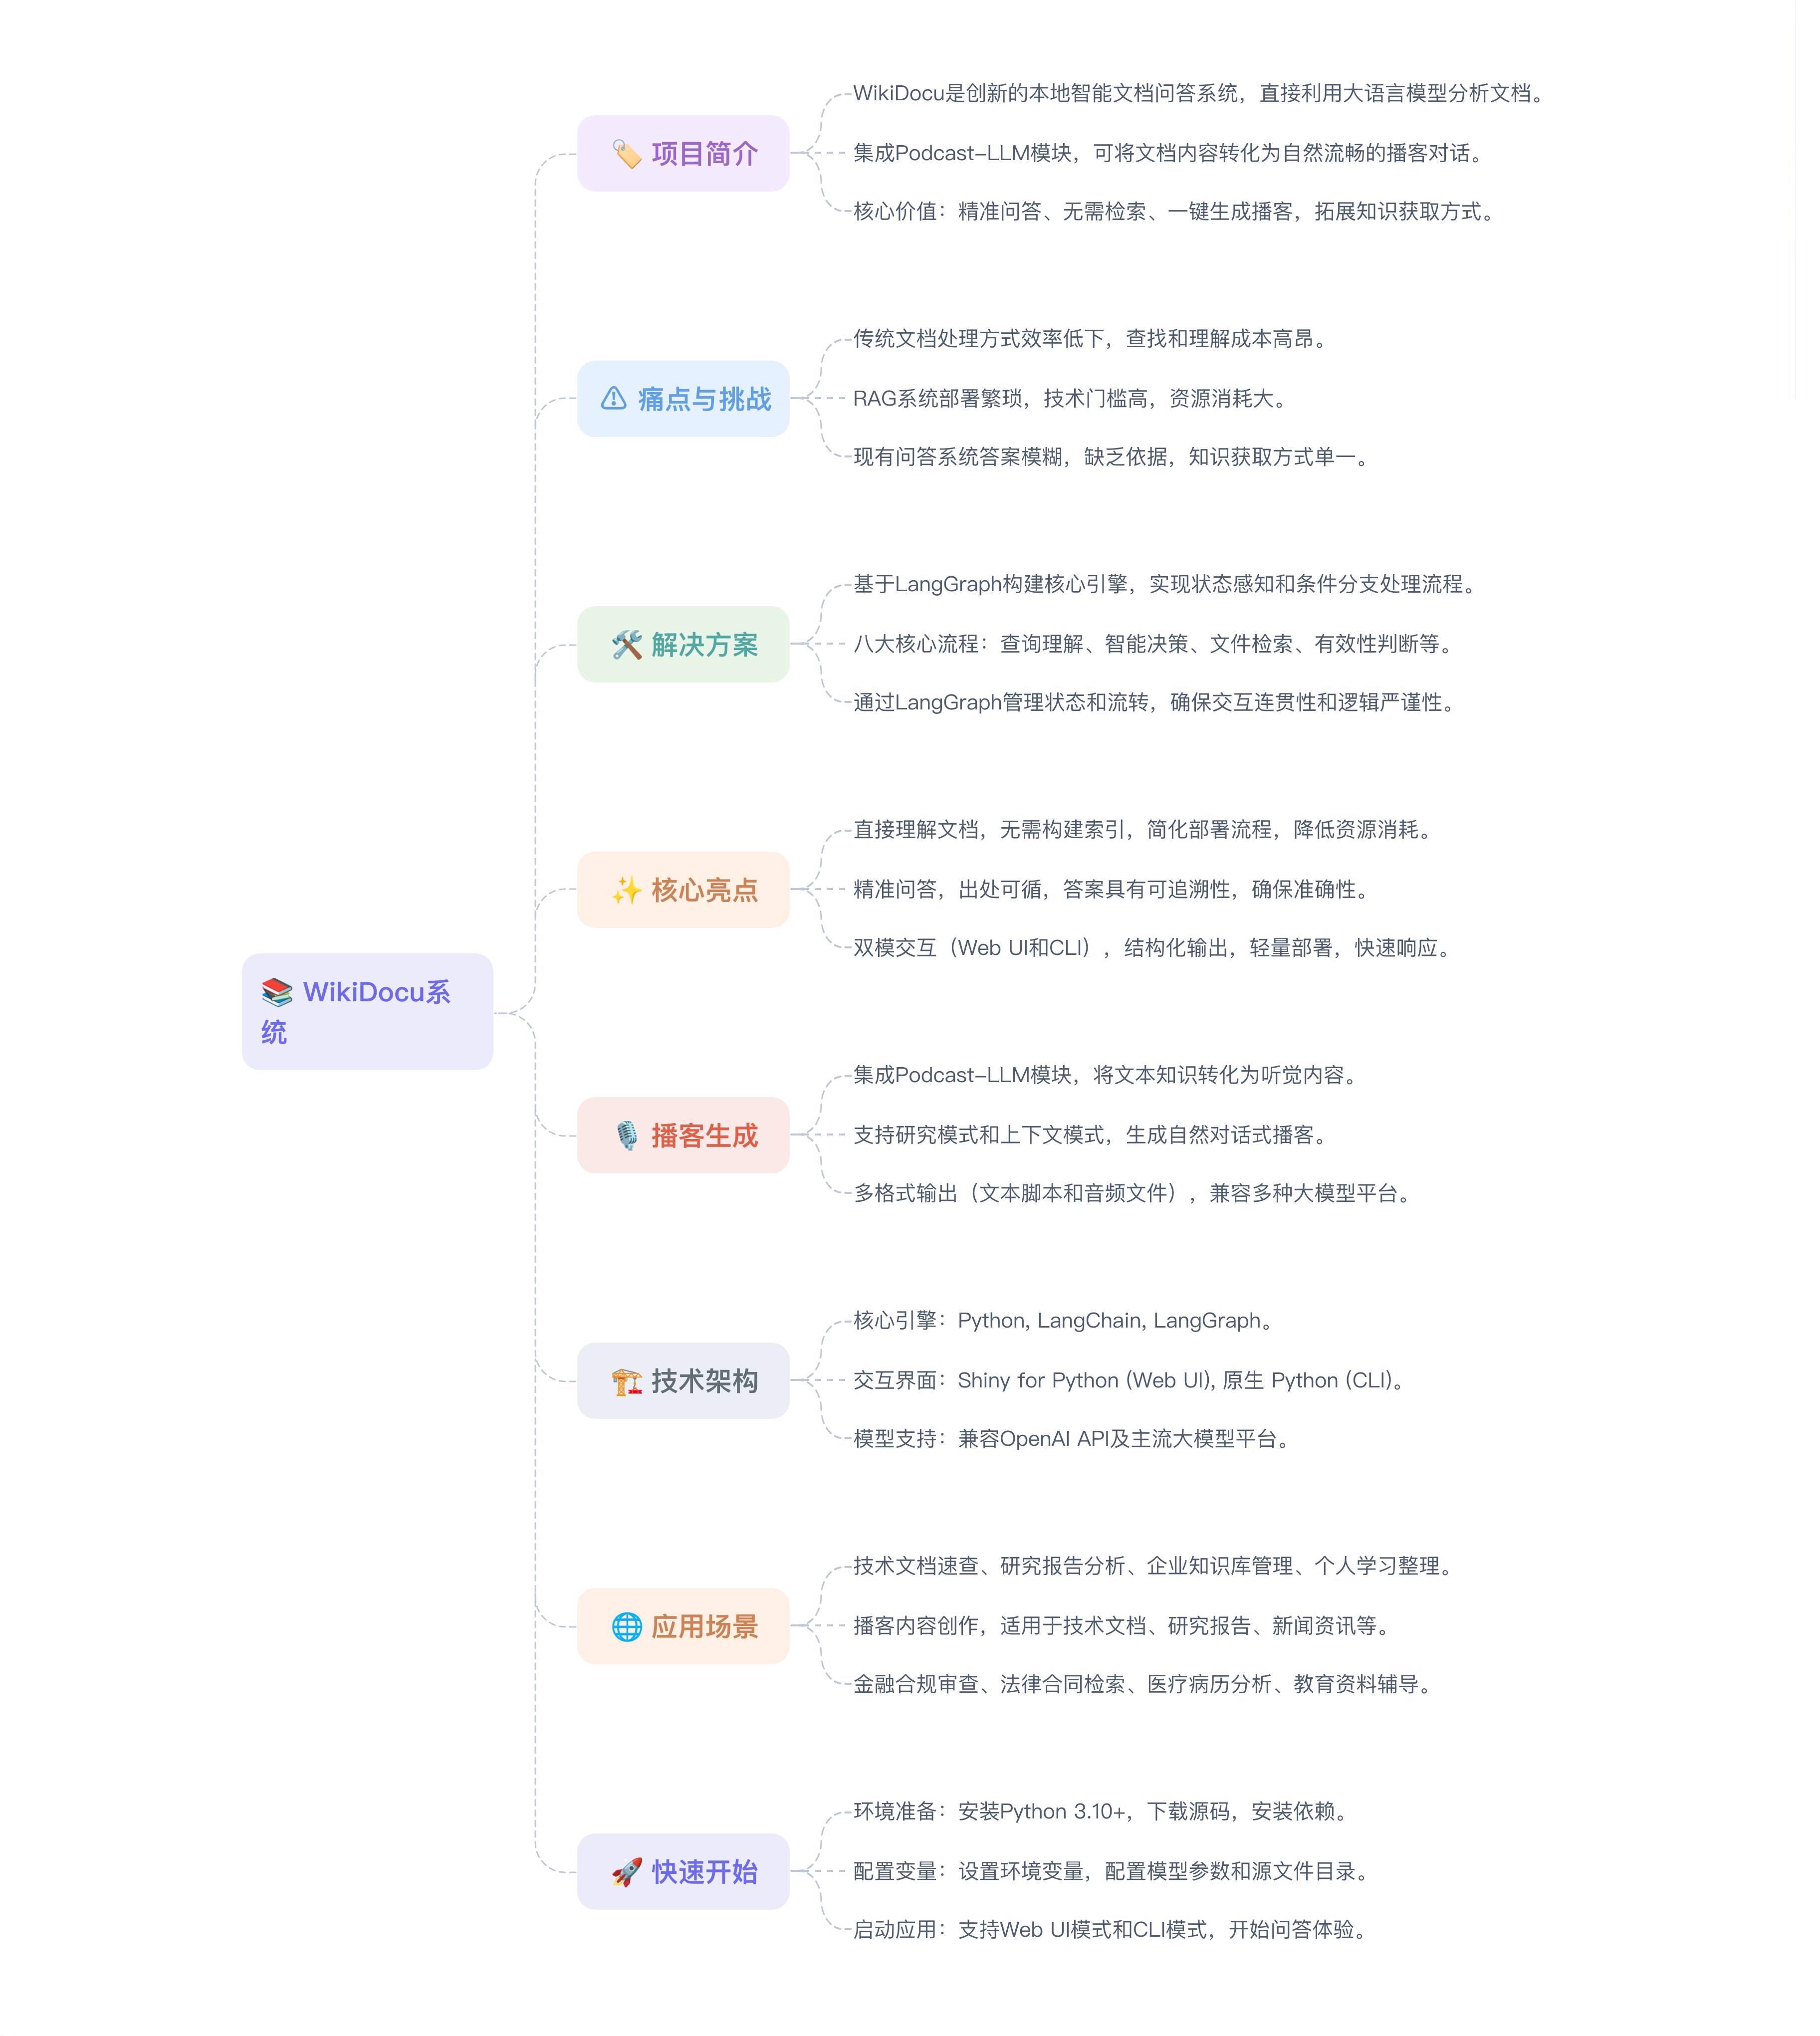 🏷️ 项目简介
WikiDocu是创新的本地智能文档问答系统，直接利用大语言模型分析文档。
集成Podcast-LLM模块，可将文档内容转化为自然流畅的播客对话。
核心价值：精准问答、无需检索、一键生成播客，拓展知识获取方式。
⚠ 痛点与挑战
传统文档处理方式效率低下，查找和理解成本高昂。
RAG系统部署繁琐，技术门槛高，资源消耗大。
现有问答系统答案模糊，缺乏依据，知识获取方式单一。
🛠️ 解决方案
基于LangGraph构建核心引擎，实现状态感知和条件分支处理流程。
八大核心流程：查询理解、智能决策、文件检索、有效性判断等。
通过LangGraph管理状态和流转，确保交互连贯性和逻辑严谨性。
✨ 核心亮点
直接理解文档，无需构建索引，简化部署流程，降低资源消耗。
精准问答，出处可循，答案具有可追溯性，确保准确性。
双模交互（Web UI和CLI），结构化输出，轻量部署，快速响应。
📚 WikiDocu系
统
🎙️ 播客生成
集成Podcast-LLM模块，将文本知识转化为听觉内容。
支持研究模式和上下文模式，生成自然对话式播客。
多格式输出（文本脚本和音频文件），兼容多种大模型平台。
🏗️ 技术架构
核心引擎：Python, LangChain, LangGraph。
交互界面：Shiny for Python (Web UI), 原生 Python (CLI)。
模型支持：兼容OpenAI API及主流大模型平台。
🌐 应用场景
技术文档速查、研究报告分析、企业知识库管理、个人学习整理。
播客内容创作，适用于技术文档、研究报告、新闻资讯等。
金融合规审查、法律合同检索、医疗病历分析、教育资料辅导。
🚀 快速开始
环境准备：安装Python 3.10+，下载源码，安装依赖。
配置变量：设置环境变量，配置模型参数和源文件目录。
启动应用：支持Web UI模式和CLI模式，开始问答体验。